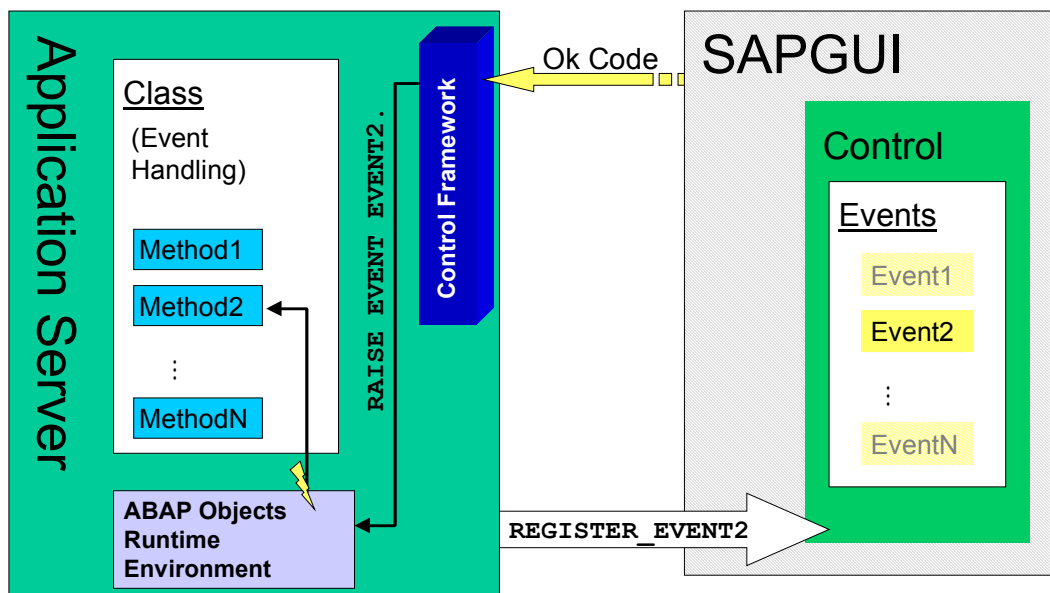 Application Server
Class
(Event
Handling)
Method1
Method2
⋮
MethodN
ABAP Objects
Runtime
Environment
RAISE EVENT EVENT2.
Control Framework
Ok Code
REGISTER_EVENT2
SAPGUI
Control
Events
Event1
Event2
⋮
EventN